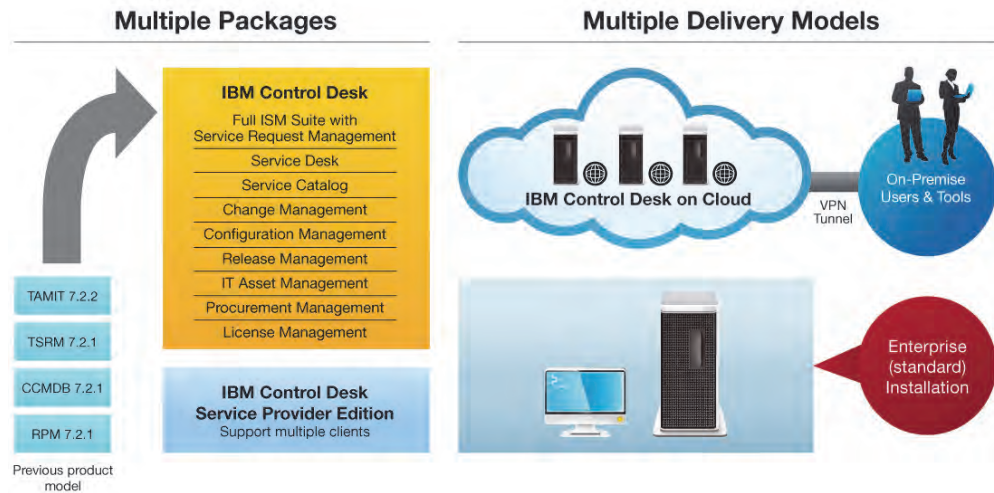 Multiple Packages
IBM Control Desk
Full ISM Suite with
Service Request Management
Service Desk
Service Catalog
Change Management
Configuration Management
Release Management
IT Asset Management
Procurement Management
License Management
TAMIT 7.2.2
TSRM 7.2.1
CCMDB 7.2.1
RPM 7.2.1
Previous product
model
IBM Control Desk
Service Provider Edition
Support multiple clients
Multiple Delivery Models
IBM Control Desk on Cloud
VPN
Tunnel
On-Premise
Users & Tools
Enterprise
(standard)
Installation